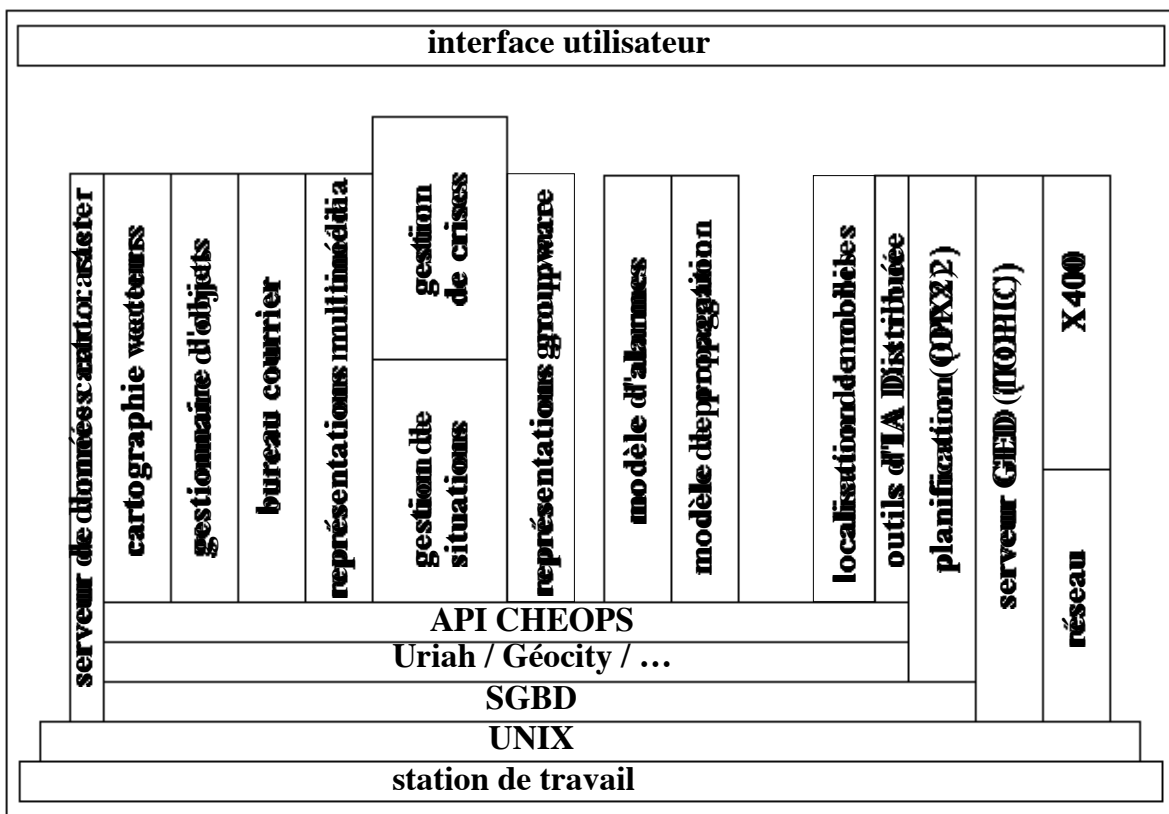 interface utilisateur
serveur de données carto raster
cartographie vecteurs
gestionnaire d'objets
bureau courrier
représentations multimédia
gestion
de crises
gestion de
situations
représentations groupware
modèle d'alarmes
modèle de propagation
localisation de mobiles
outils d'IA Distribuée
planification (OPX2)
serveur GED (TOPIC)
X400
réseau
API CHEOPS
Uriah / Géocity / …
SGBD
UNIX
station de travail